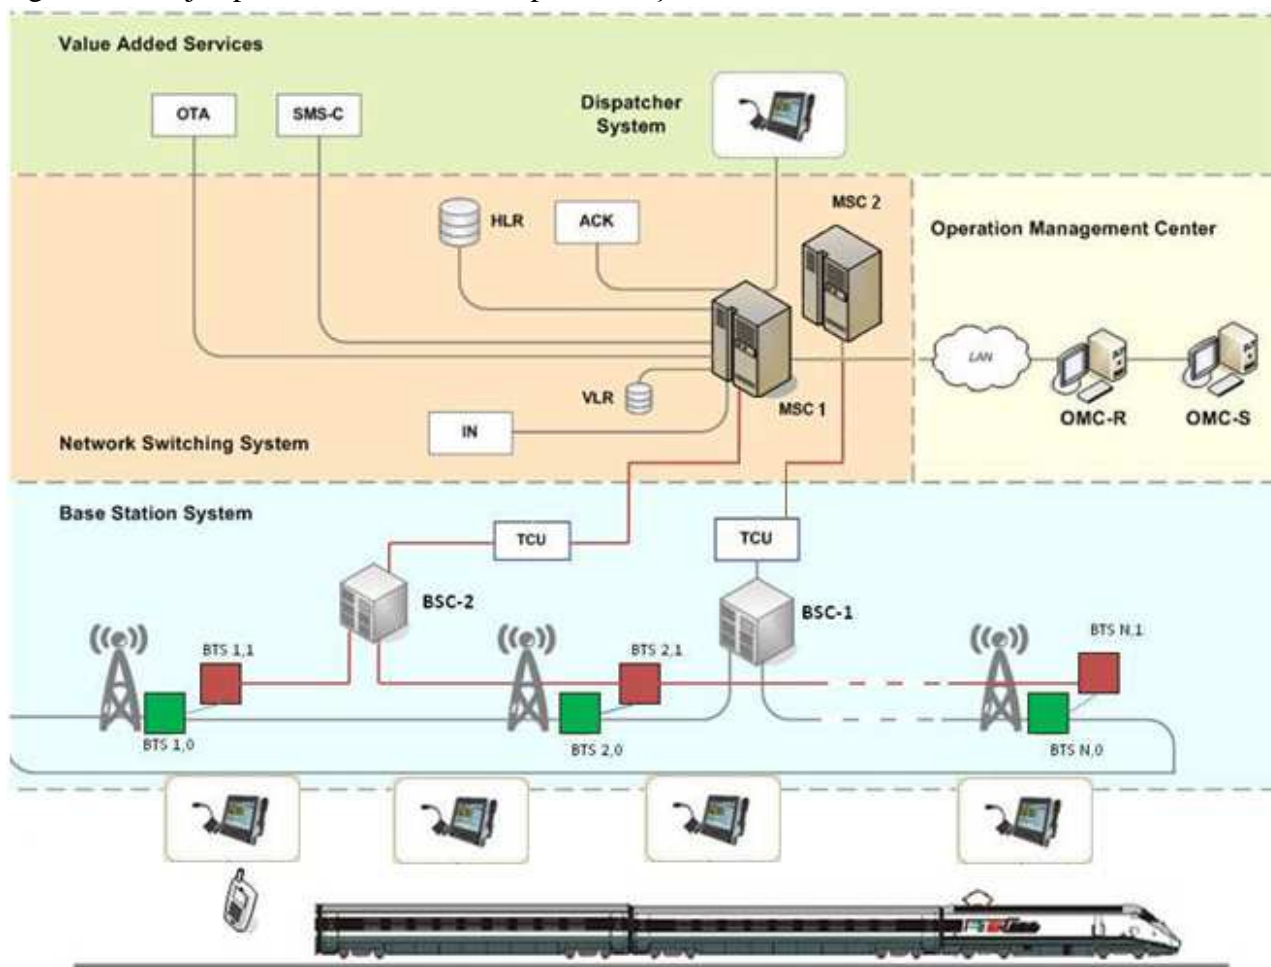 Value Added Services
OTA
SMS-C
Dispatcher
System
HLR
ACK
MSC 2
Operation Management Center
LAN
OMC-R
OMC-S
VLR
MSC 1
IN
Network Switching System
Base Station System
TCU
TCU
BSC-2
BSC-1
BTS 1,1
BTS 2,1
BTS N,1
BTS 1,0
BTS 2,0
BTS N,0